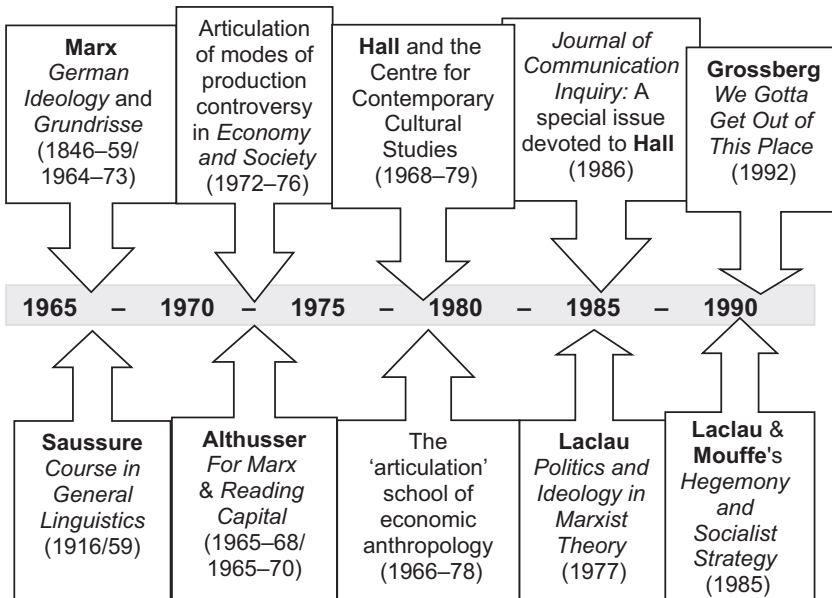 Marx
German
Ideology and
Grundrisse
(1846–59/
1964–73)
Articulation
of modes of
production
controversy
in Economy
and Society
(1972–76)
Hall and the
Centre for
Contemporary
Cultural
Studies
(1968–79)
Journal of
Communication
Inquiry: A
special issue
devoted to Hall
(1986)
Grossberg
We Gotta
Get Out of
This Place
(1992)
1965 – 1970 – 1975 – 1980 – 1985 – 1990
Saussure
Course in
General
Linguistics
(1916/59)
Althusser
For Marx
& Reading
Capital
(1965–68/
1965–70)
The
‘articulation’
school of
economic
anthropology
(1966–78)
Laclau
Politics and
Ideology in
Marxist
Theory
(1977)
Laclau &
Mouffe's
Hegemony
and
Socialist
Strategy
(1985)